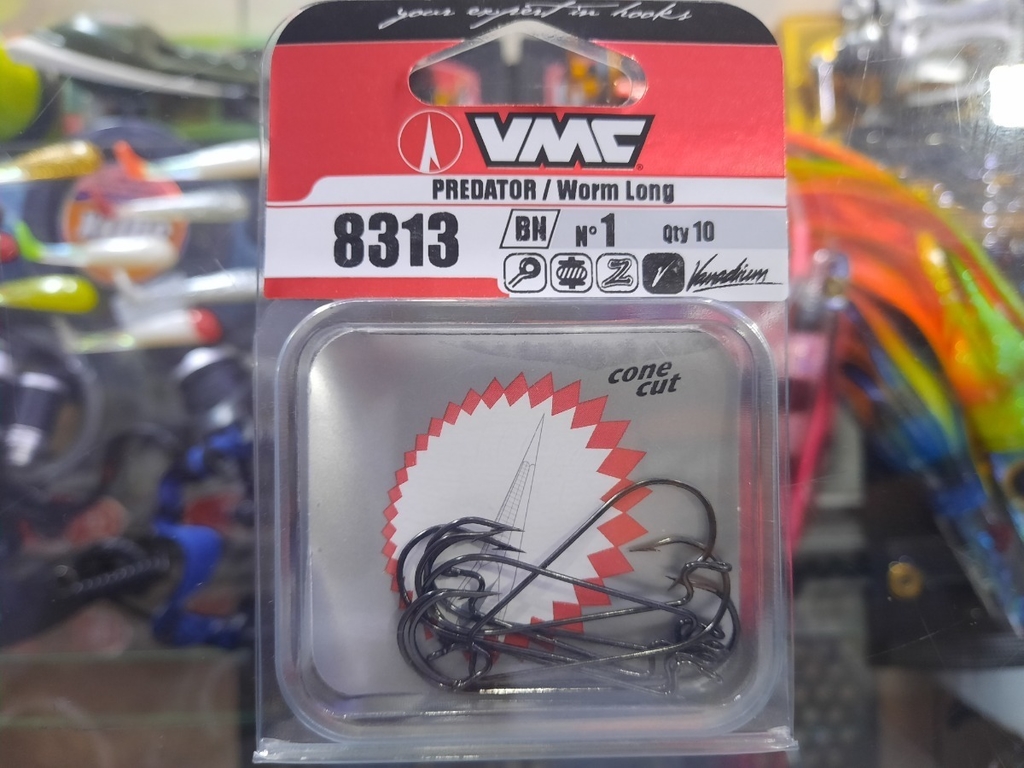 your expert in hooks
VMC
PREDATOR / Worm Long
8313
BN N° 1 Qty 10
Vanadium
cone
cut